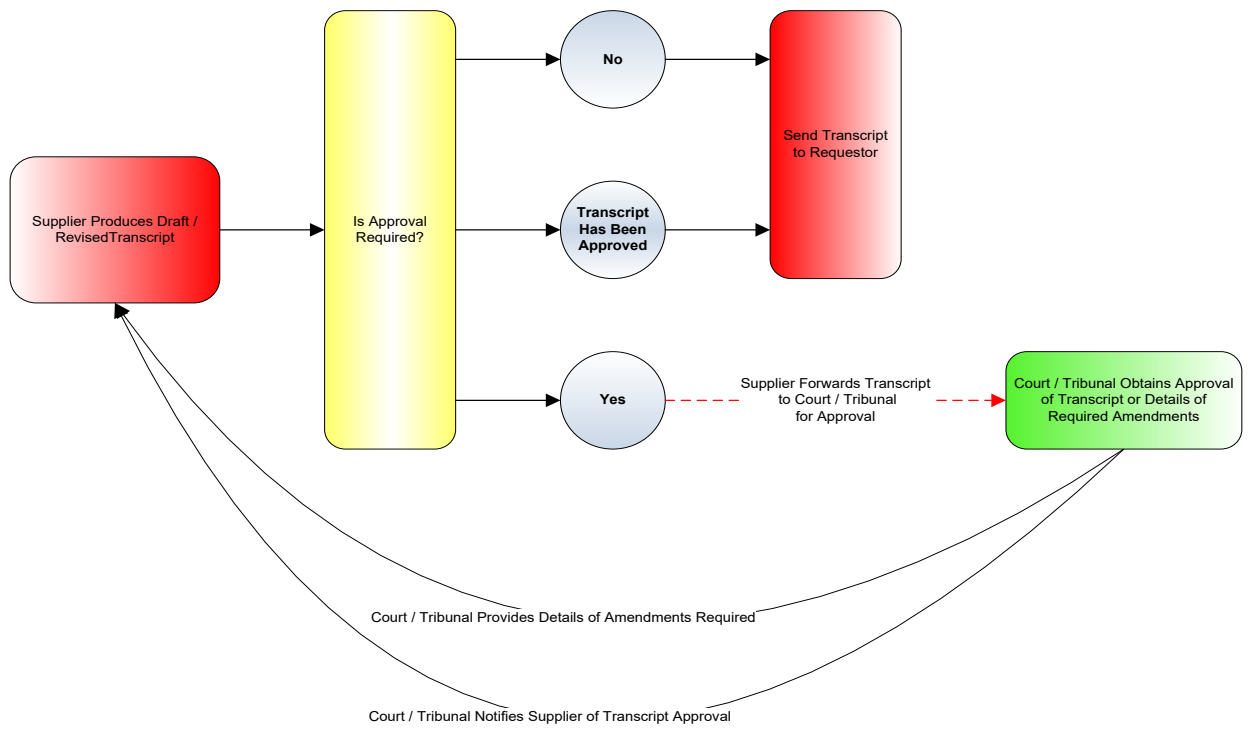 No
Send Transcript
to Requestor
Supplier Produces Draft /
RevisedTranscript
Is Approval
Required?
Transcript
Has Been
Approved
Yes
Supplier Forwards Transcript
to Court / Tribunal
for Approval
Court / Tribunal Obtains Approval
of Transcript or Details of
Required Amendments
Court / Tribunal Provides Details of Amendments Required
Court / Tribunal Notifies Supplier of Transcript Approval